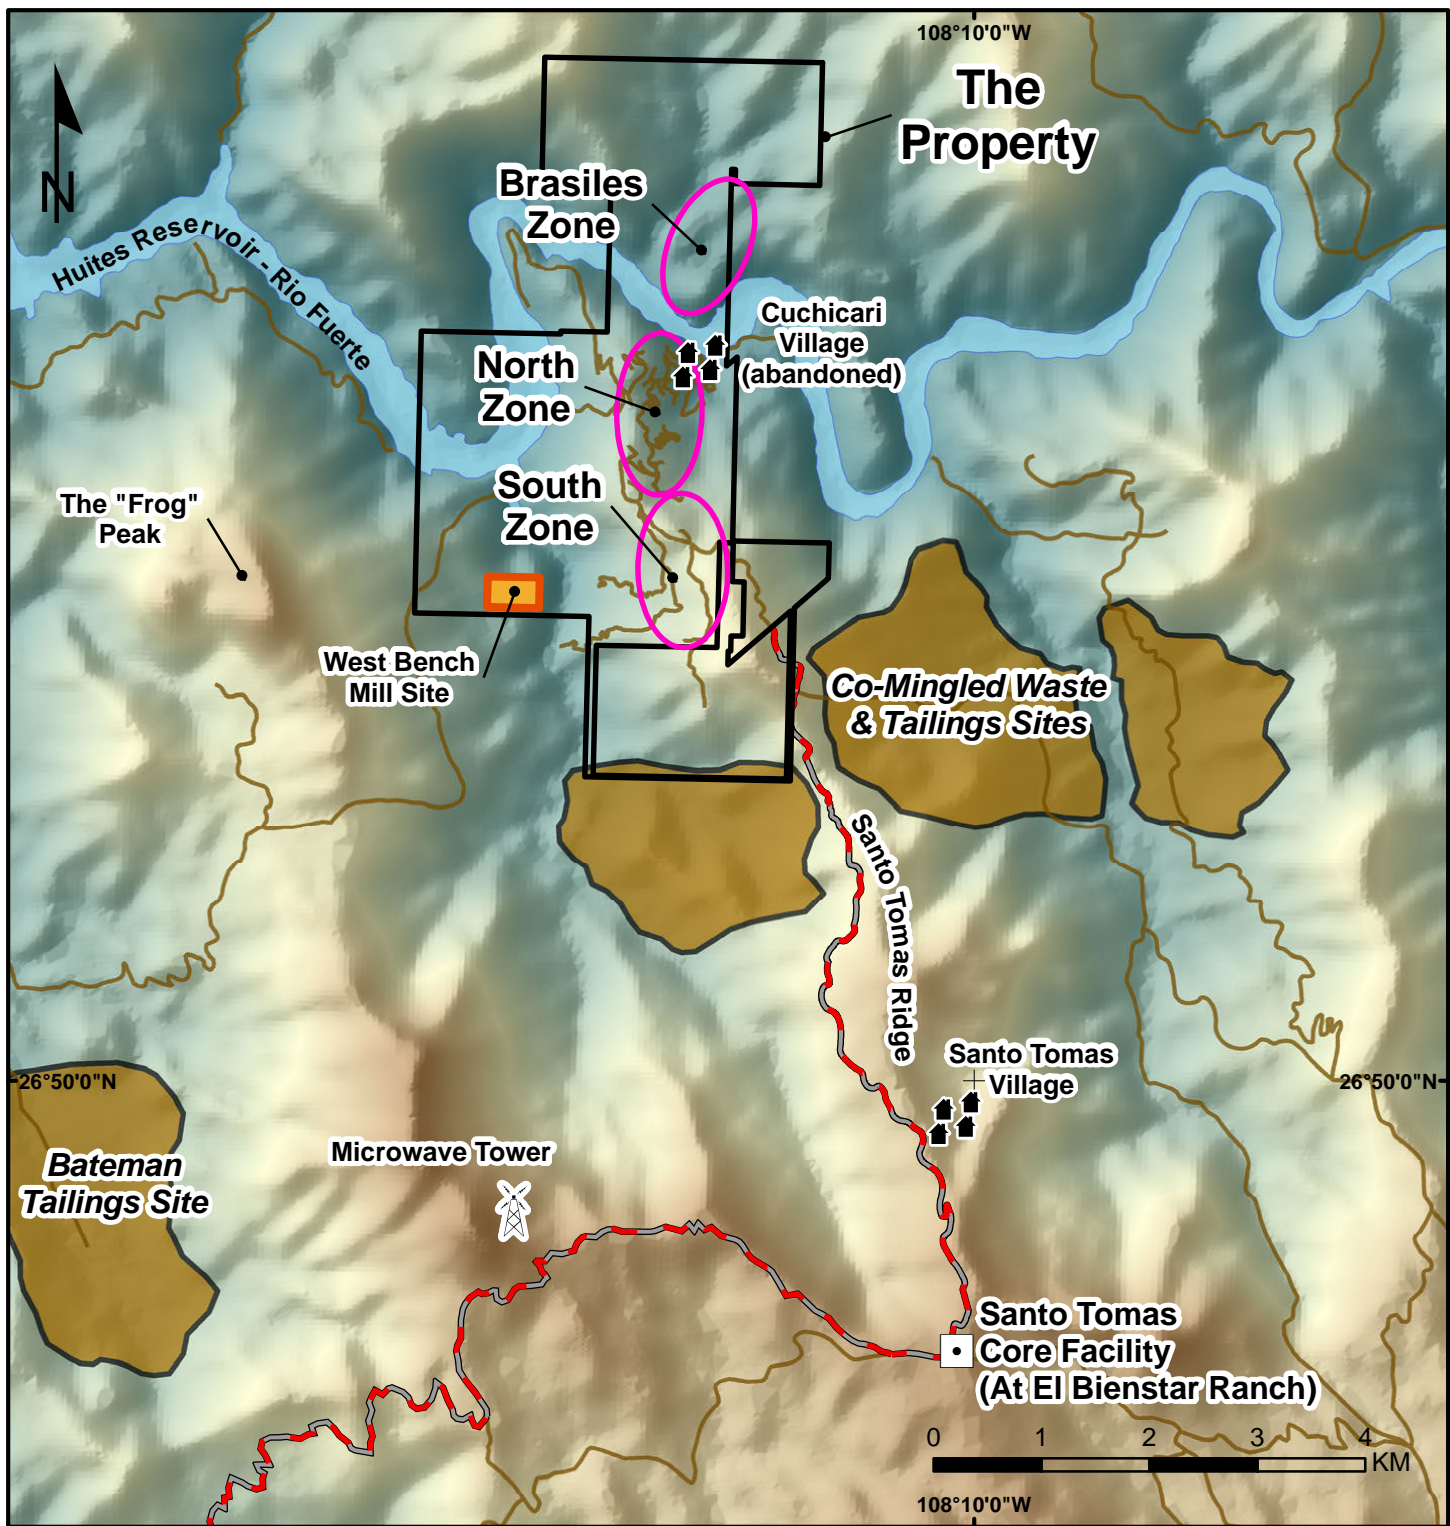 108°10'0"W
The
Property
N
Brasiles
Zone
Huites Reservoir - Rio Fuerte
Cuchicari
Village
(abandoned)
North
Zone
South
Zone
The "Frog"
Peak
West Bench
Mill Site
Co-Mingled Waste
& Tailings Sites
Santo Tomas Ridge
Santo Tomas
Village
26°50'0"N
26°50'0"N
Microwave Tower
Bateman
Tailings Site
Santo Tomas
Core Facility
(At El Bienstar Ranch)
0 1 2 3 4
KM
108°10'0"W